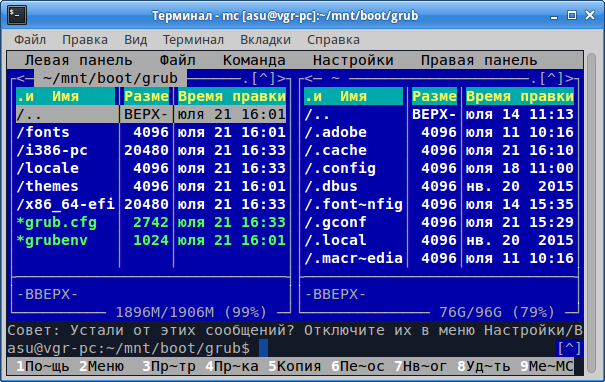 Терминал - mc [asu@vgr-pc]:~/mnt/boot/grub
Файл Правка Вид Терминал Вкладки Справка
Левая панель Файл Команда Настройки Правая панель
<─ ~/mnt/boot/grub ──────.[^]>
.и Имя │Разме│Время правки
/.. │ВЕРХ-│юля 21 16:01
/fonts │ 4096│юля 21 16:01
/i386-pc │20480│юля 21 16:33
/locale │ 4096│юля 21 16:01
/themes │ 4096│юля 21 16:01
/x86_64-efi│20480│юля 21 16:33
*grub.cfg │ 2742│юля 21 16:33
*grubenv │ 1024│юля 21 16:01
-ВВЕРХ-
1896M/1906M (99%)
<─ ~ ──────.[^]>
.и Имя │Разме│Время правки
/.. │ВЕРХ-│юля 14 11:13
/.adobe │ 4096│юля 11 10:16
/.cache │ 4096│юля 21 16:10
/.config │ 4096│юля 18 11:00
/.dbus │ 4096│нв. 20 2015
/.font~nfig│ 4096│юля 14 15:35
/.gconf │ 4096│юля 21 15:29
/.local │ 4096│нв. 20 2015
/.macr~edia│ 4096│юля 11 10:16
-ВВЕРХ-
76G/96G (79%)
Совет: Устали от этих сообщений? Отключите их в меню Настройки/В
asu@vgr-pc:~/mnt/boot/grub$ [^]
1По~щь 2Меню 3Пр~тр 4Пр~ка 5Копия 6Пе~ос 7Нв~ог 8Уд~ть 9Ме~МС